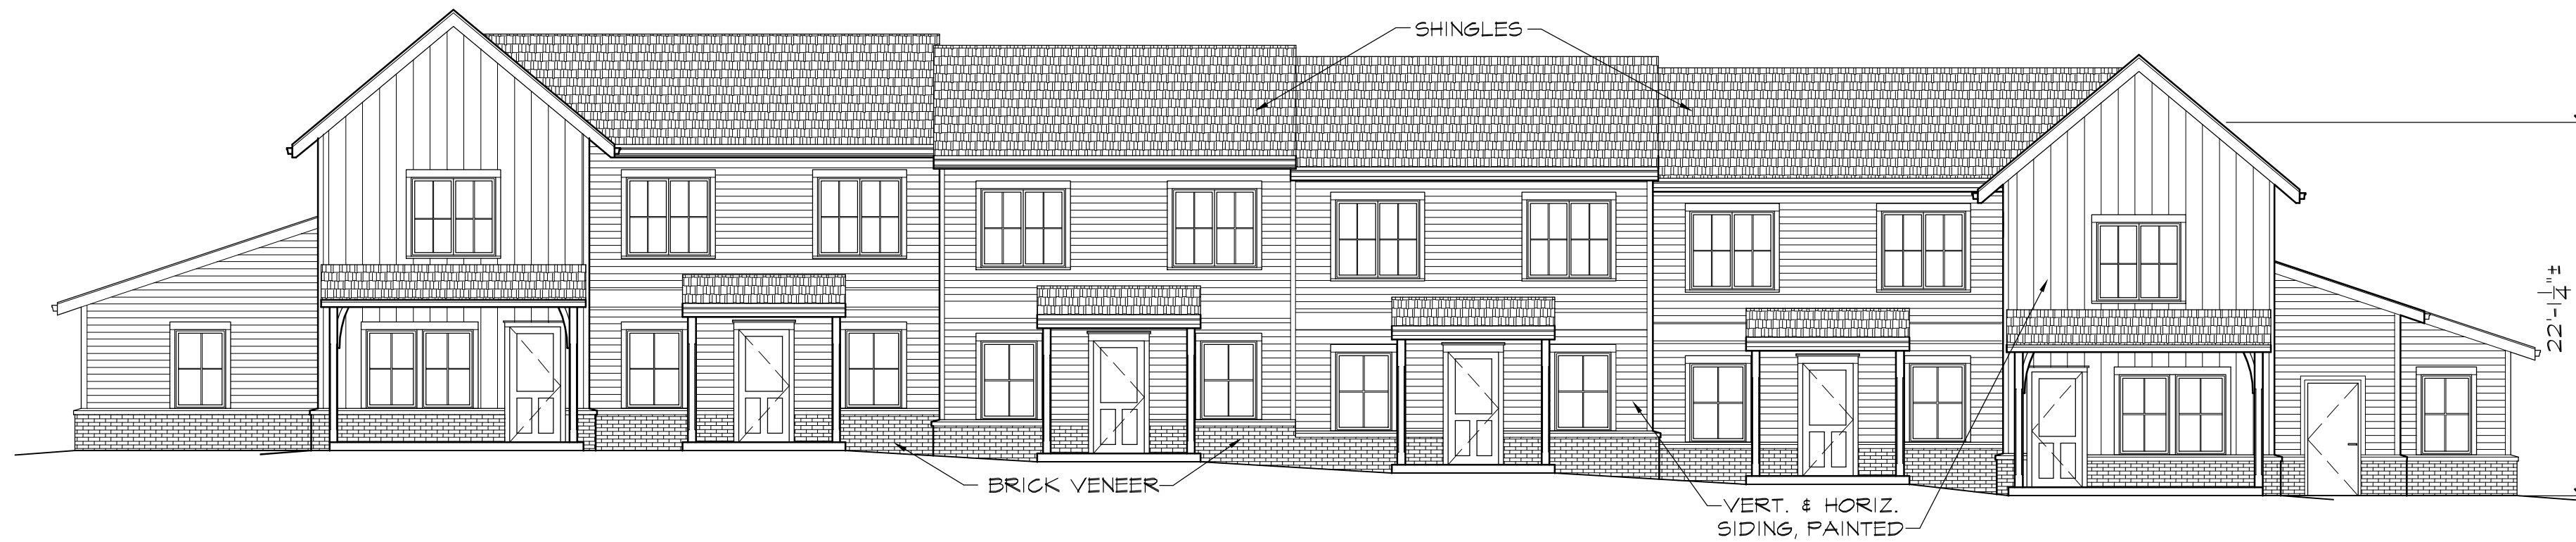 SHINGLES
22'-1 1/4"±
BRICK VENEER
VERT. & HORIZ.
SIDING, PAINTED